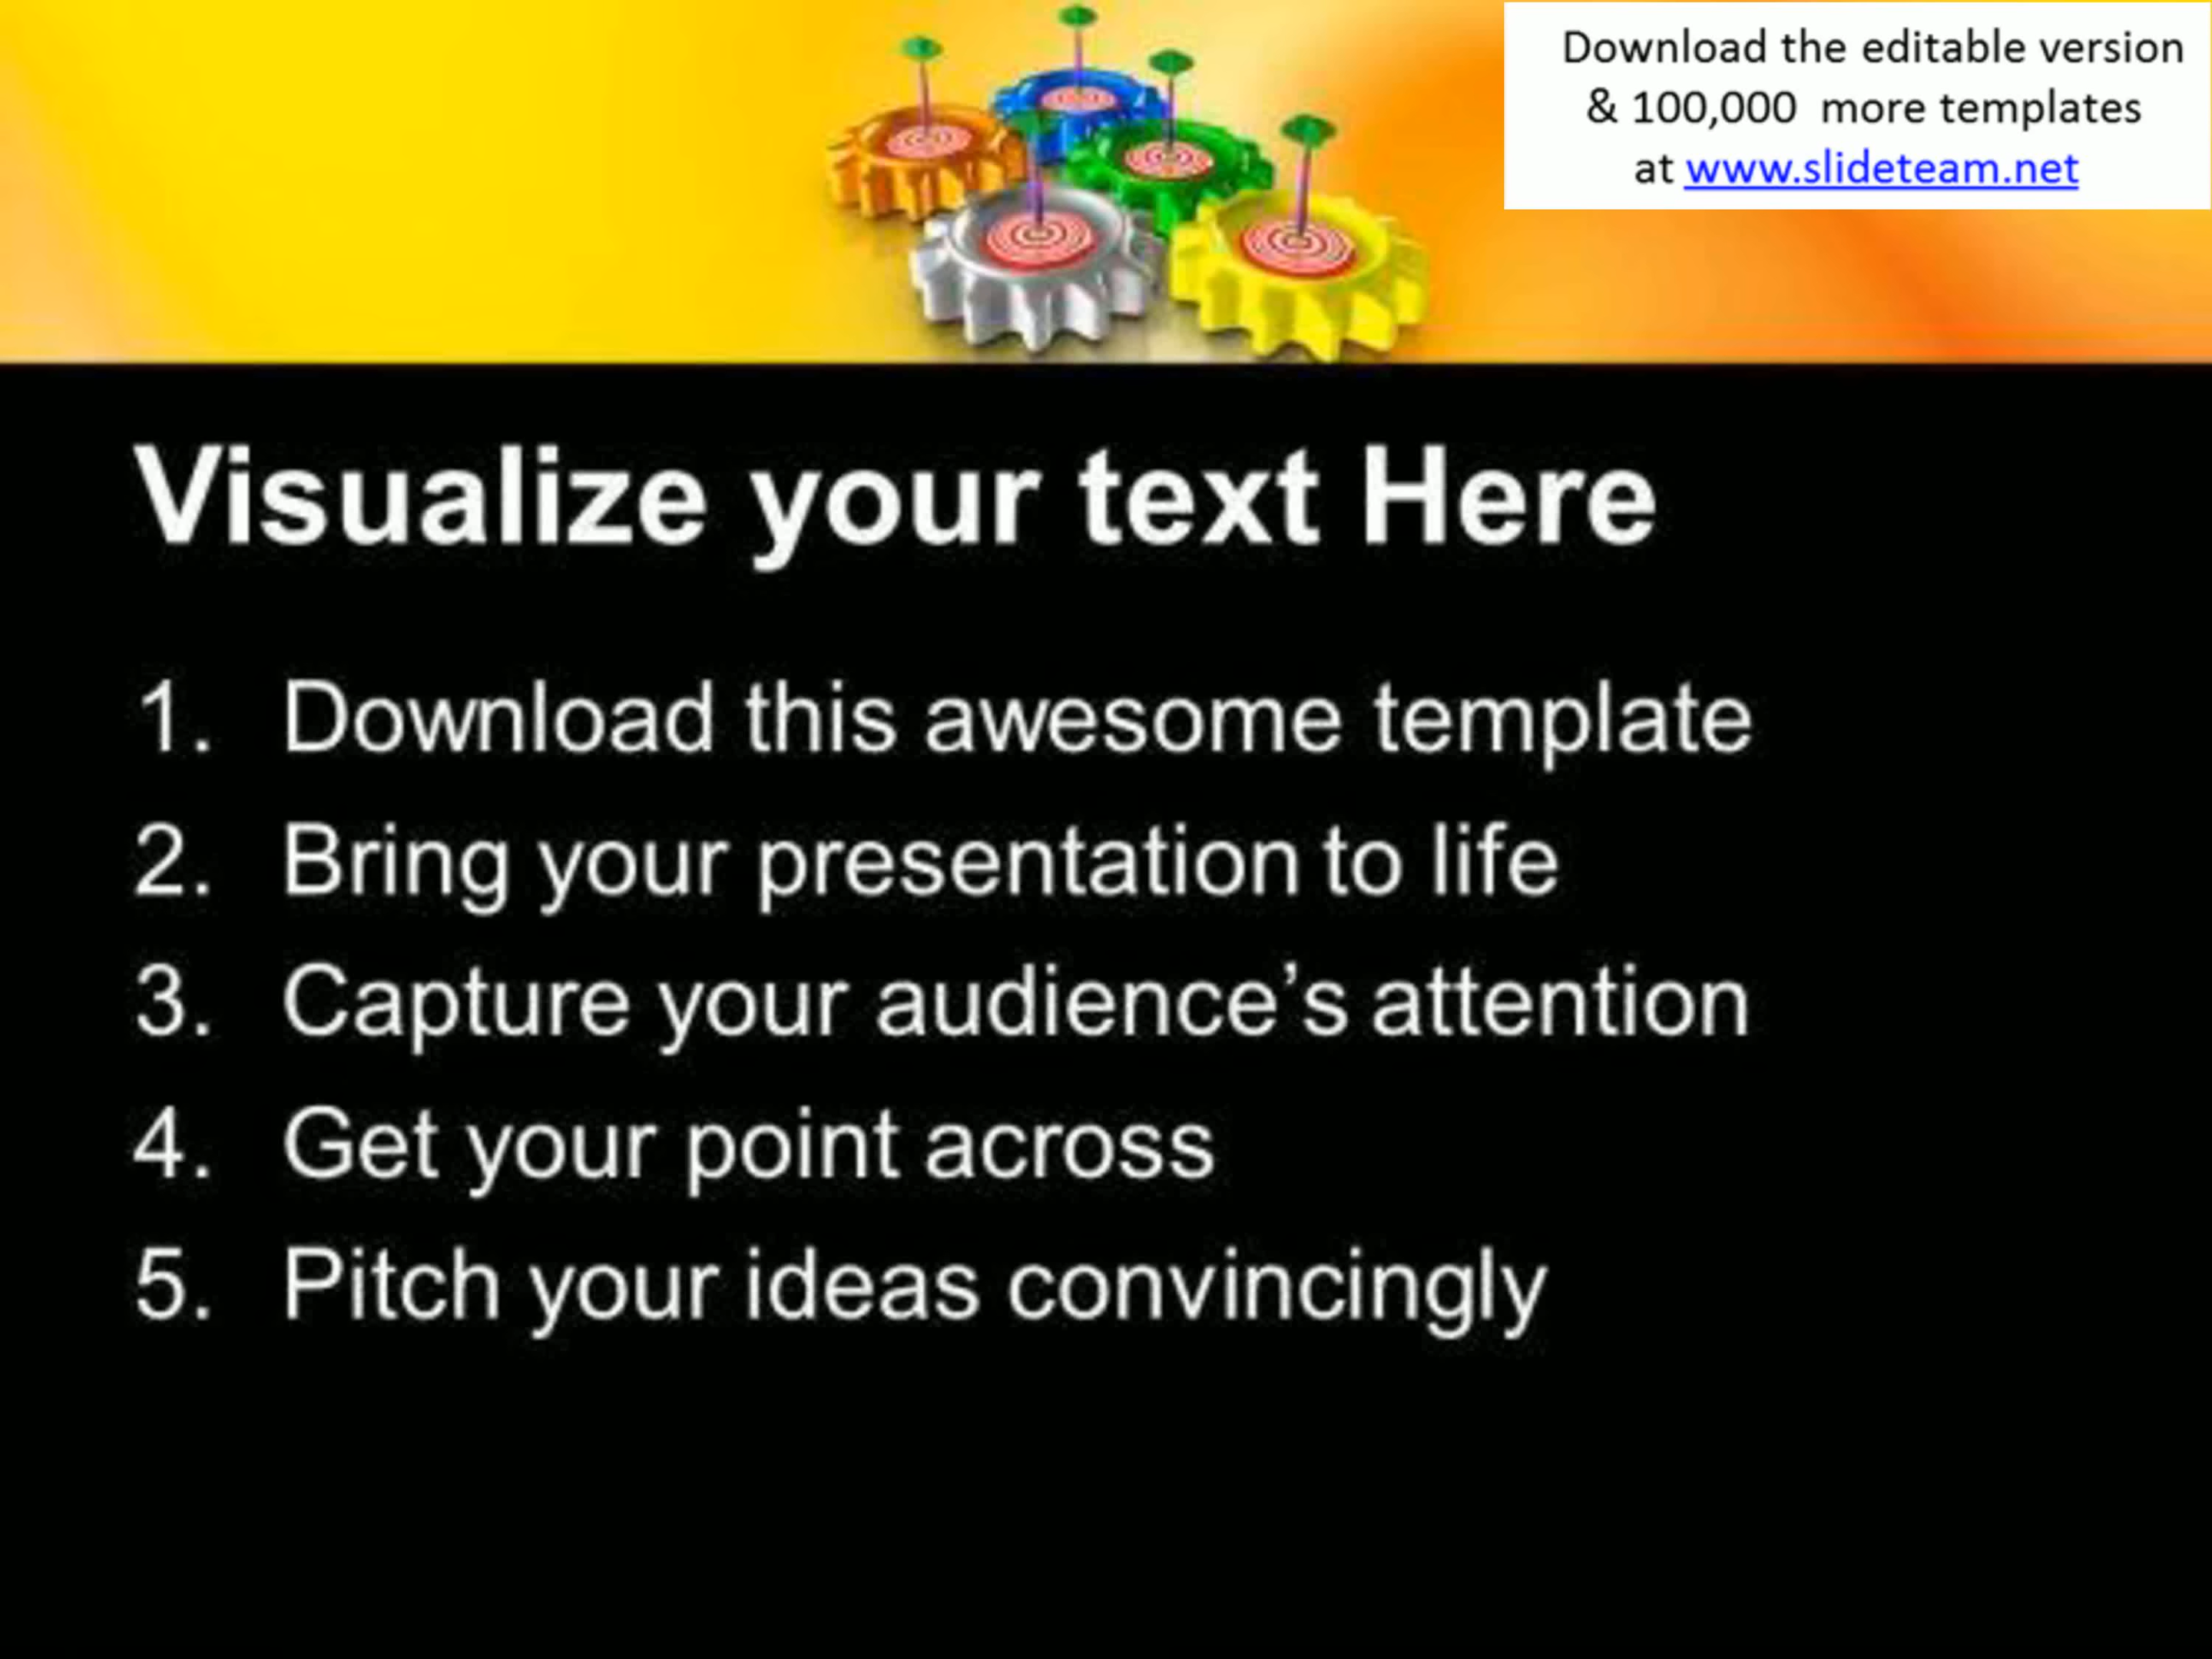 Download the editable version
& 100,000 more templates
at www.slideteam.net
Visualize your text Here
1. Download this awesome template
2. Bring your presentation to life
3. Capture your audience’s attention
4. Get your point across
5. Pitch your ideas convincingly